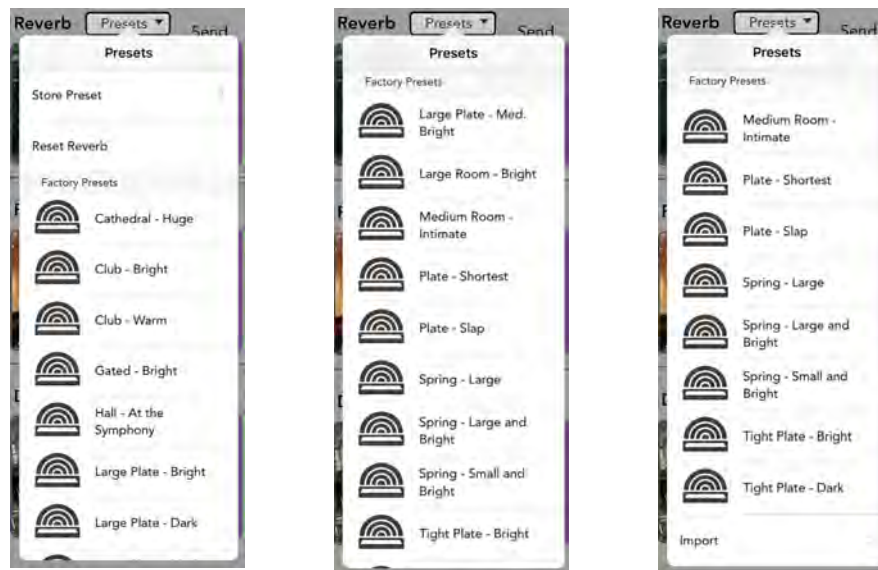 Reverb Presets ▼ Send
Presets
Store Preset
Reset Reverb
Factory Presets
Cathedral - Huge
Club - Bright
Club - Warm
Gated - Bright
Hall - At the
Symphony
Large Plate - Bright
Large Plate - Dark
Reverb Presets ▼ Send
Presets
Factory Presets
Large Plate - Med.
Bright
Large Room - Bright
Medium Room -
Intimate
Plate - Shortest
Plate - Slap
Spring - Large
Spring - Large and
Bright
Spring - Small and
Bright
Tight Plate - Bright
Reverb Presets ▼ Send
Presets
Factory Presets
Medium Room -
Intimate
Plate - Shortest
Plate - Slap
Spring - Large
Spring - Large and
Bright
Spring - Small and
Bright
Tight Plate - Bright
Tight Plate - Dark
Import